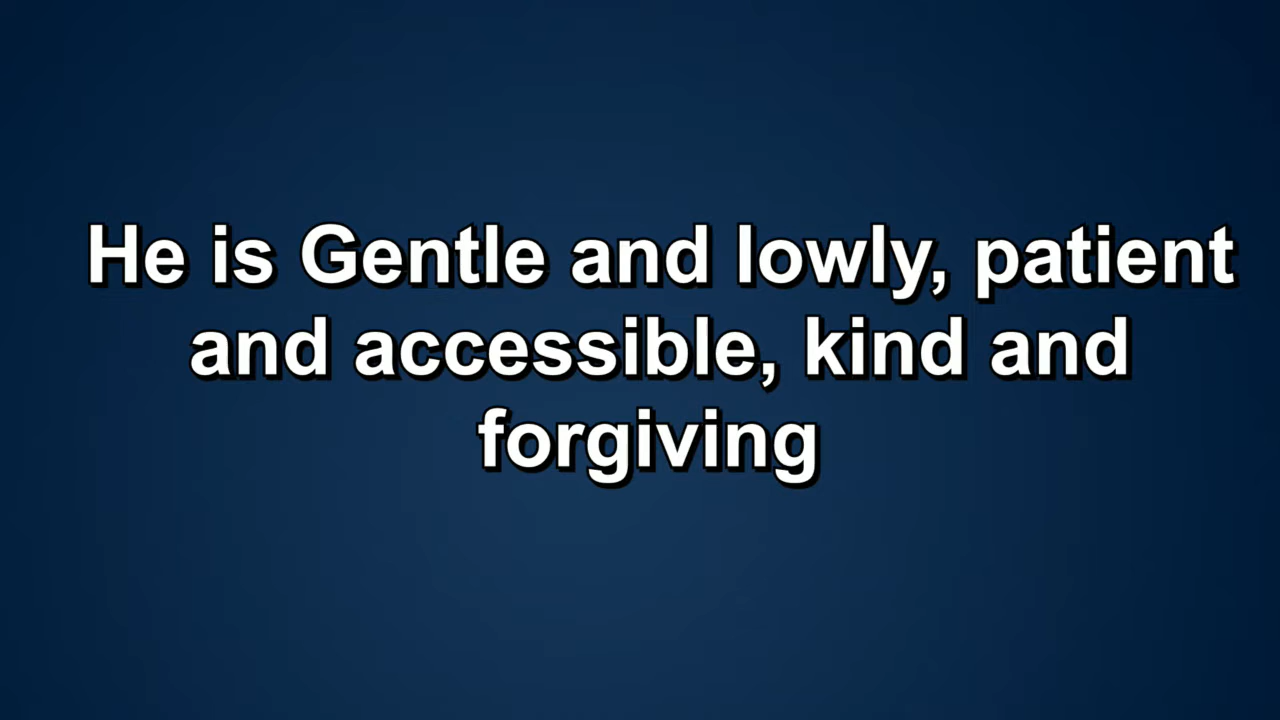 He is Gentle and lowly, patient
and accessible, kind and
forgiving